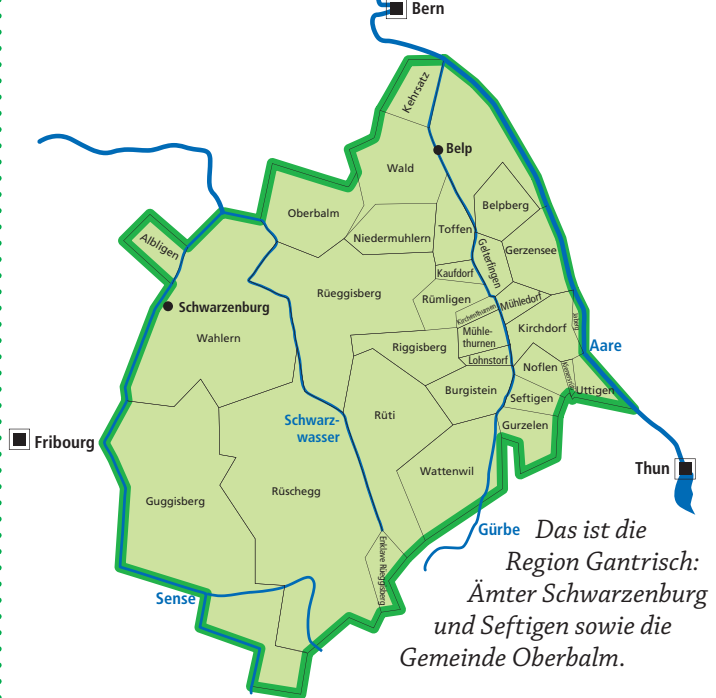 Bern
Kehrsatz
Belp
Wald
Belpberg
Oberbalm
Toffen
Niedermuhlern
Gelterfingen
Gerzensee
Albligen
Kaufdorf
Rüeggisberg
Rümligen
Mühledorf
Schwarzenburg
Kirchenthurnen
Kirchdorf
Wahlern
Mühle-
thurnen
Riggisberg
Aare
Lohnstorf
Noflen
Burgistein
Uttigen
Seftigen
Rüti
Schwarz-
wasser
Gurzelen
Fribourg
Thun
Wattenwil
Rüschegg
Guggisberg
Gürbe
Enklave Rüeggisberg
Sense
Das ist die
Region Gantrisch:
Ämter Schwarzenburg
und Seftigen sowie die
Gemeinde Oberbalm.